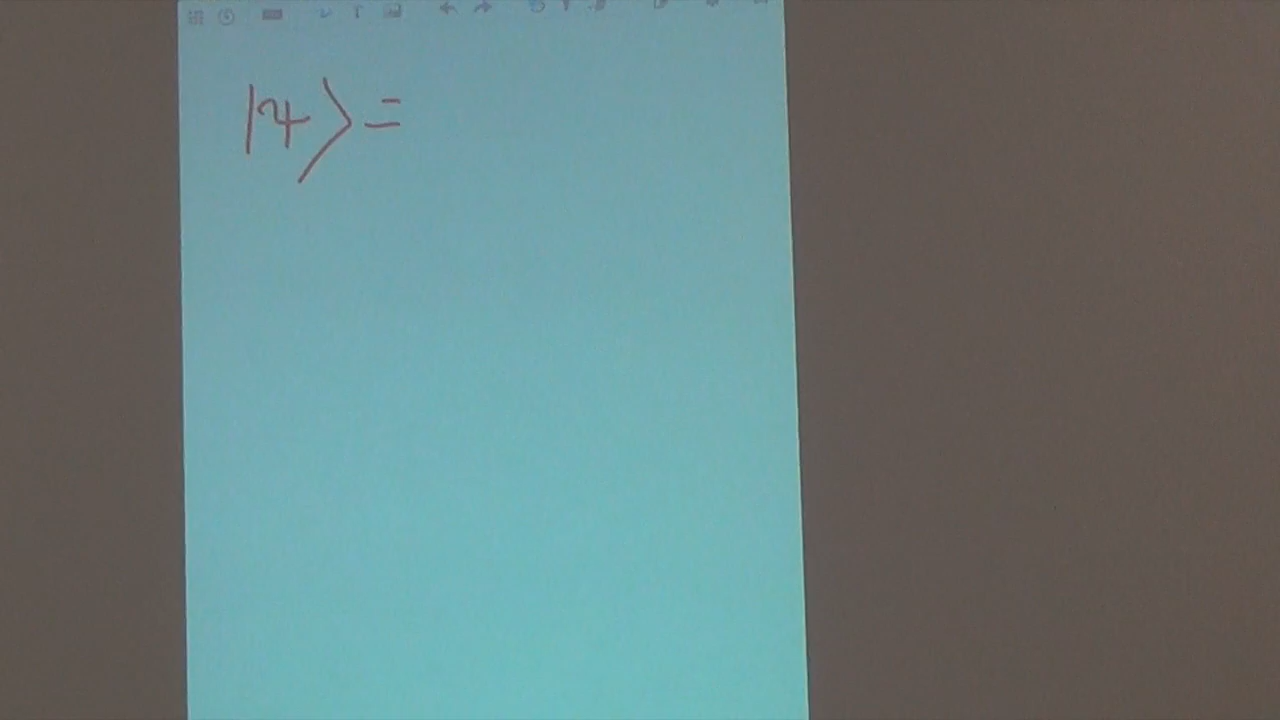 |ψ⟩ =